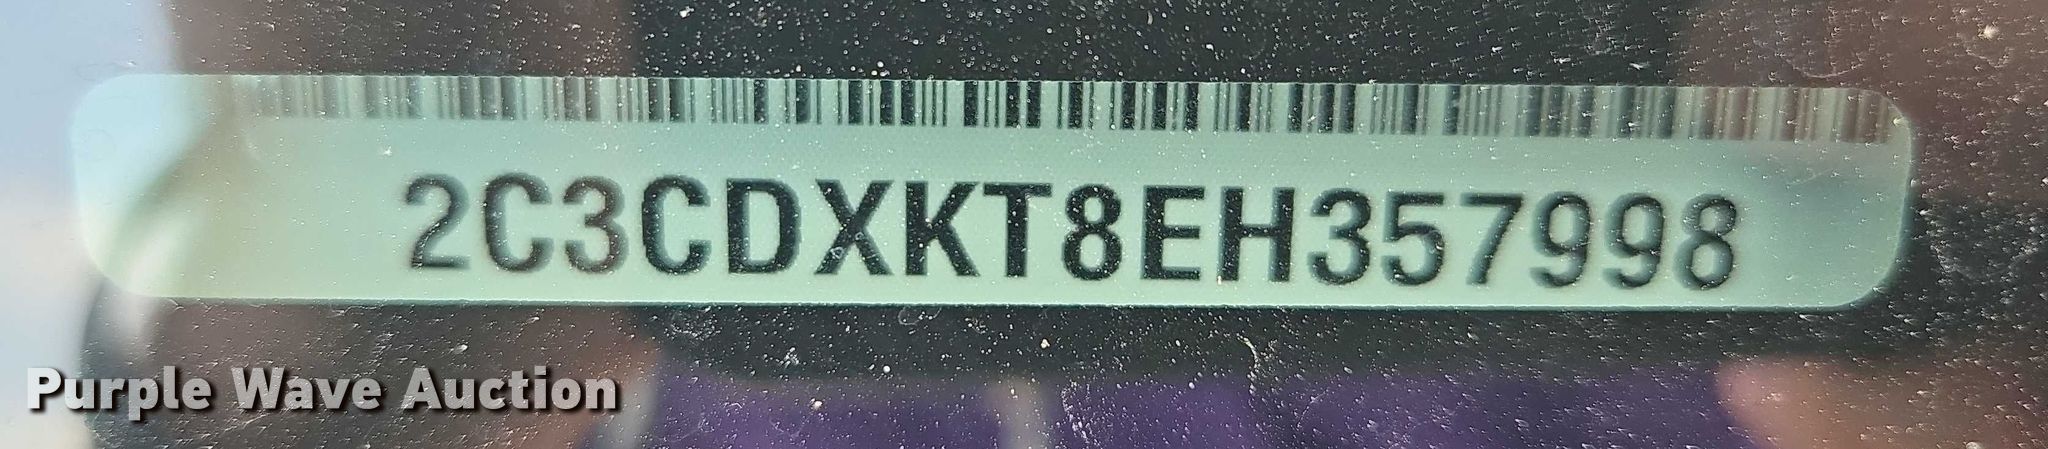 2C3CDXKT8EH357998
Purple Wave Auction